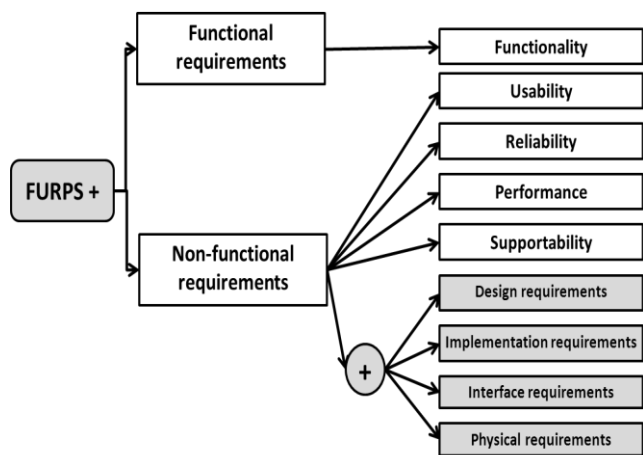 FURPS +
Functional
requirements
Non-functional
requirements
+
Functionality
Usability
Reliability
Performance
Supportability
Design requirements
Implementation requirements
Interface requirements
Physical requirements